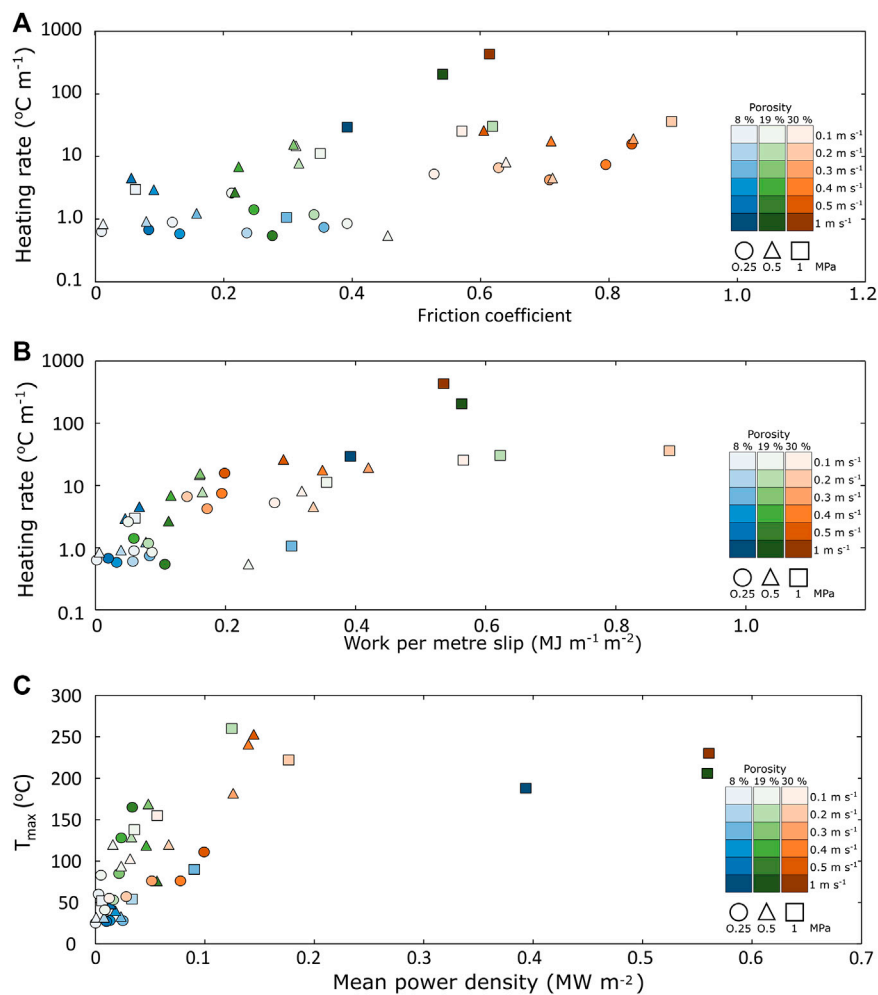 A
Heating rate (°C m⁻¹)
1000
100
10
1.0
0.1
0
0.2
0.4
0.6
0.8
1.0
1.2
Friction coefficient
Porosity
8 % 19 % 30 %
0.1 m s⁻¹
0.2 m s⁻¹
0.3 m s⁻¹
0.4 m s⁻¹
0.5 m s⁻¹
1 m s⁻¹
0.25 0.5 1 MPa
B
Heating rate (°C m⁻¹)
1000
100
10
1.0
0.1
0
0.2
0.4
0.6
0.8
1.0
Work per metre slip (MJ m⁻¹ m⁻²)
Porosity
8 % 19 % 30 %
0.1 m s⁻¹
0.2 m s⁻¹
0.3 m s⁻¹
0.4 m s⁻¹
0.5 m s⁻¹
1 m s⁻¹
0.25 0.5 1 MPa
C
Tmax (°C)
300
250
200
150
100
50
0
0
0.1
0.2
0.3
0.4
0.5
0.6
0.7
Mean power density (MW m⁻²)
Porosity
8 % 19 % 30 %
0.1 m s⁻¹
0.2 m s⁻¹
0.3 m s⁻¹
0.4 m s⁻¹
0.5 m s⁻¹
1 m s⁻¹
0.25 0.5 1 MPa